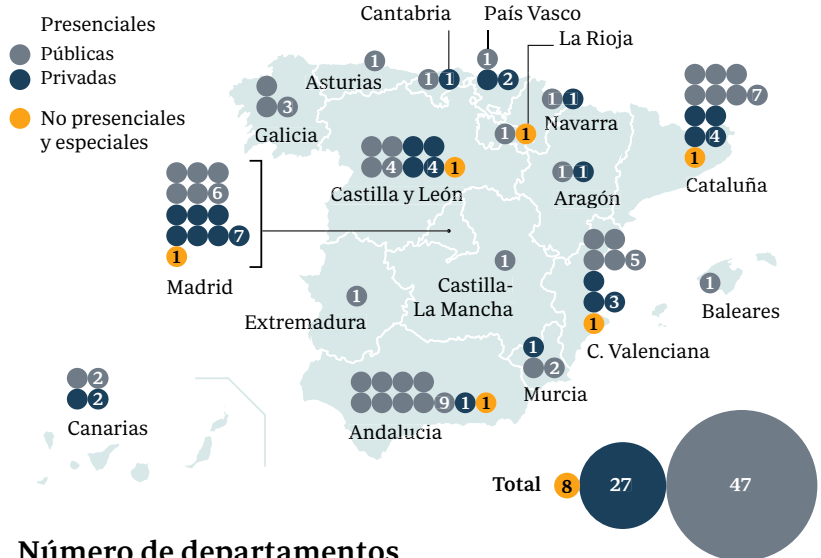 Presenciales
Públicas
Privadas
No presenciales
y especiales
Cantabria
1 1
País Vasco
1
2
La Rioja
1 1
Asturias
1
Galicia
3
Navarra
1 1
Cataluña
7
4
1
Castilla y León
4 4 1
Aragón
1 1
Madrid
6
7
1
Castilla-
La Mancha
1
Extremadura
1
C. Valenciana
5
3
1
Baleares
1
Murcia
1
2
Andalucia
9 1 1
Canarias
2
2
Total 8 27 47
Número de departamentos